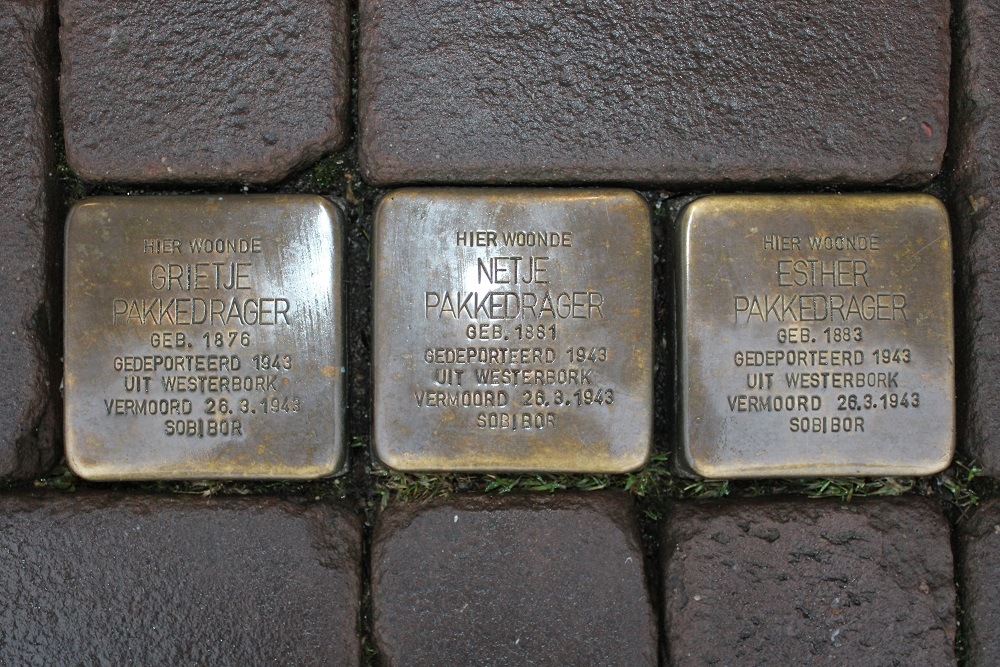 HIER WOONDE
GRIETJE
PAKKEDRAGER
GEB. 1876
GEDEPORTEERD 1943
UIT WESTERBORK
VERMOORD 26.3.1943
SOBIBOR
HIER WOONDE
NETJE
PAKKEDRAGER
GEB. 1881
GEDEPORTEERD 1943
UIT WESTERBORK
VERMOORD 26.3.1943
SOBIBOR
HIER WOONDE
ESTHER
PAKKEDRAGER
GEB. 1883
GEDEPORTEERD 1943
UIT WESTERBORK
VERMOORD 26.3.1943
SOBIBOR